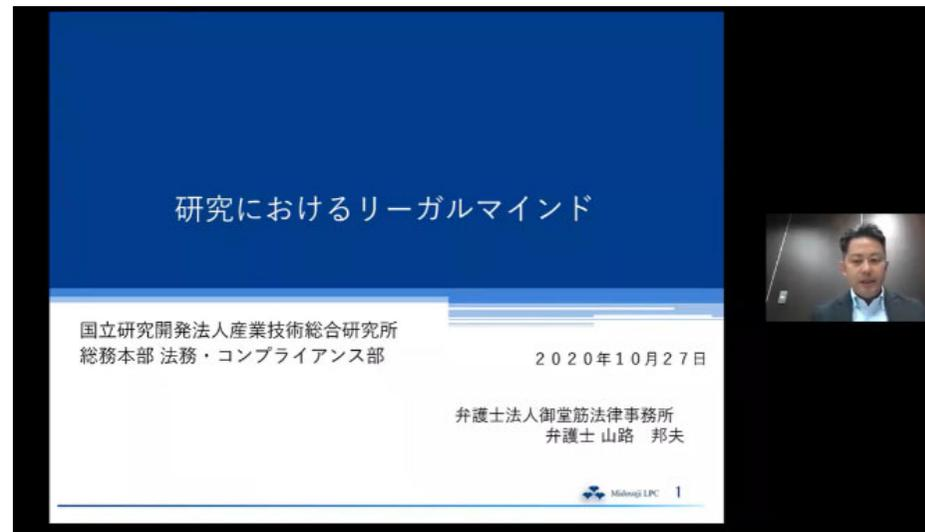 研究におけるリーガルマインド
国立研究開発法人産業技術総合研究所
総務本部 法務・コンプライアンス部
2020年10月27日
弁護士法人御堂筋法律事務所
弁護士 山路 邦夫
Midosuji LPC 1